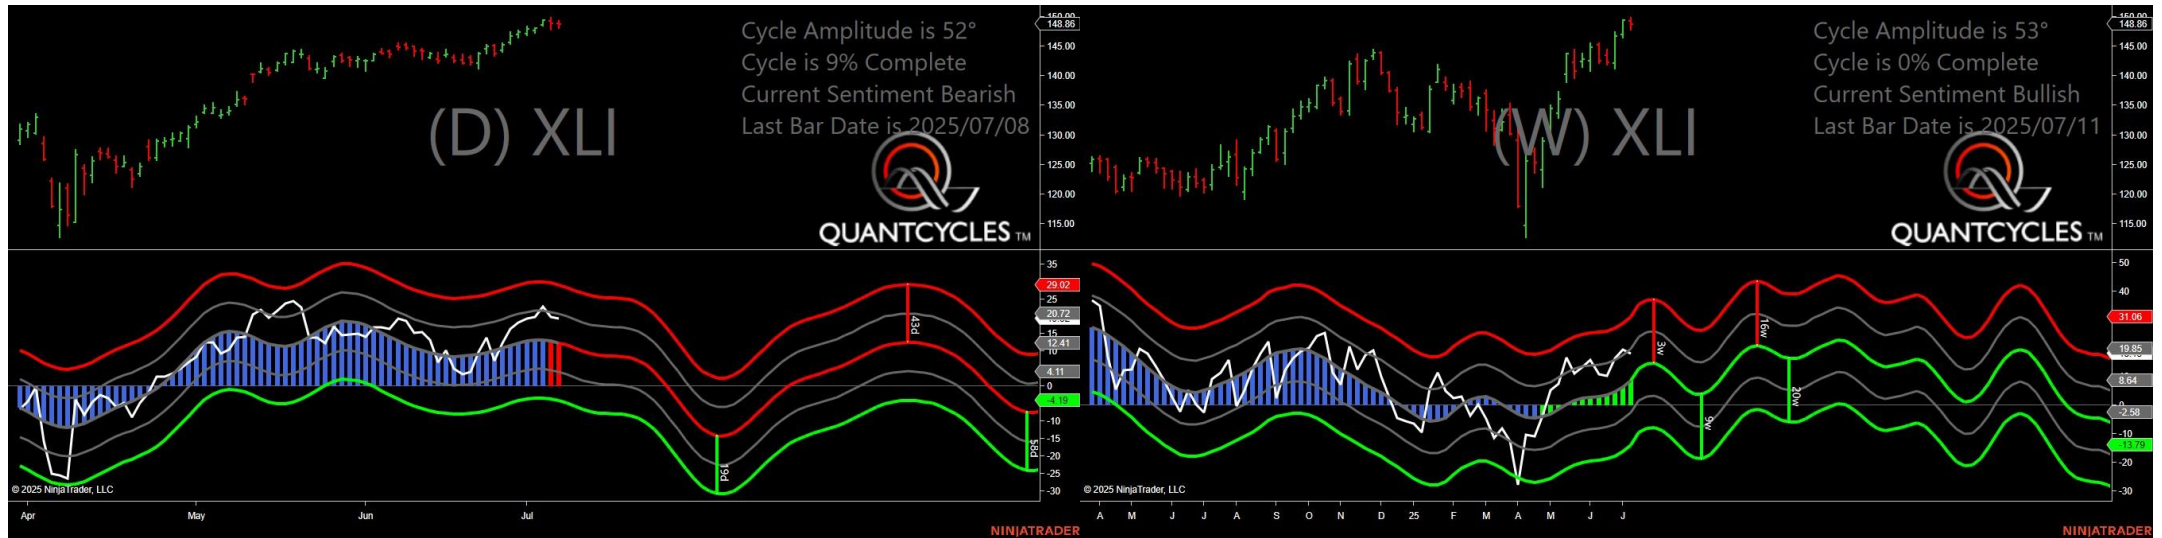 Cycle Amplitude is 52°
Cycle is 9% Complete
Current Sentiment Bearish
Last Bar Date is 2025/07/08
(D) XLI
QUANTCYCLES TM
150.00
148.86
145.00
140.00
135.00
130.00
125.00
120.00
115.00
35
29.02
25
20.72
15
12.41
10
4.11
0
-4.19
-10
-15
-20
-25
-30
43d
19d
58d
© 2025 NinjaTrader, LLC
Apr May Jun Jul
NINJATRADER
Cycle Amplitude is 53°
Cycle is 0% Complete
Current Sentiment Bullish
Last Bar Date is 2025/07/11
(W) XLI
QUANTCYCLES TM
150.00
148.86
145.00
140.00
135.00
130.00
125.00
120.00
115.00
50
40
31.06
19.85
8.64
0
-2.58
-10
-13.79
-20
-30
3w
16w
9w
20w
© 2025 NinjaTrader, LLC
A M J J A S O N D 25 F M A M J J
NINJATRADER